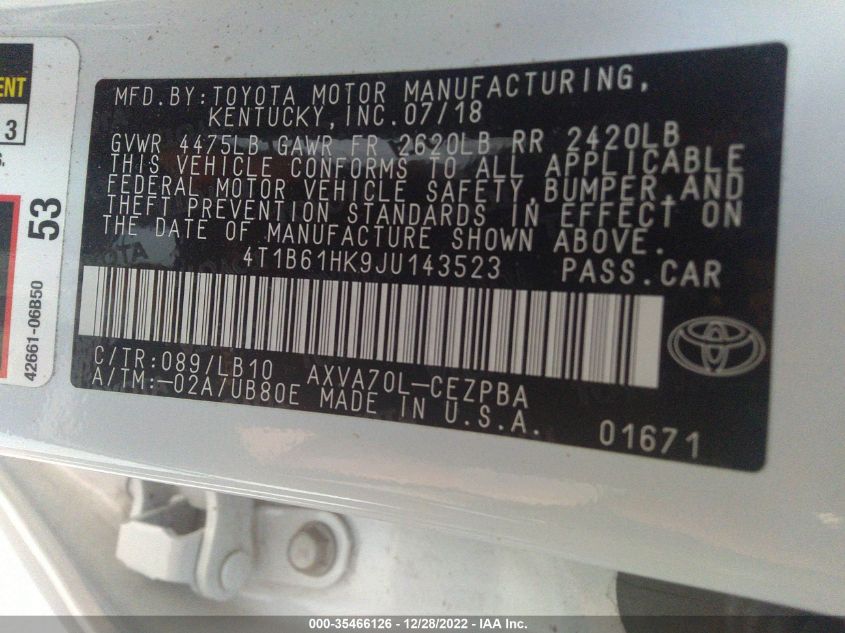 ENT
3
S.
53
42661-06B50
MFD.BY:TOYOTA MOTOR MANUFACTURING,
KENTUCKY, INC. 07/18
GVWR 4475LB GAWR FR 2620LB RR 2420LB
THIS VEHICLE CONFORMS TO ALL APPLICABLE
FEDERAL MOTOR VEHICLE SAFETY, BUMPER, AND
THEFT PREVENTION STANDARDS IN EFFECT ON
THE DATE OF MANUFACTURE SHOWN ABOVE.
4T1B61HK9JU143523 PASS.CAR
C/TR:089/LB10 AXVA70L-CEZPBA
A/TM:-02A/UB80E MADE IN U.S.A.
01671
000-35466126 - 12/28/2022 - IAA Inc.